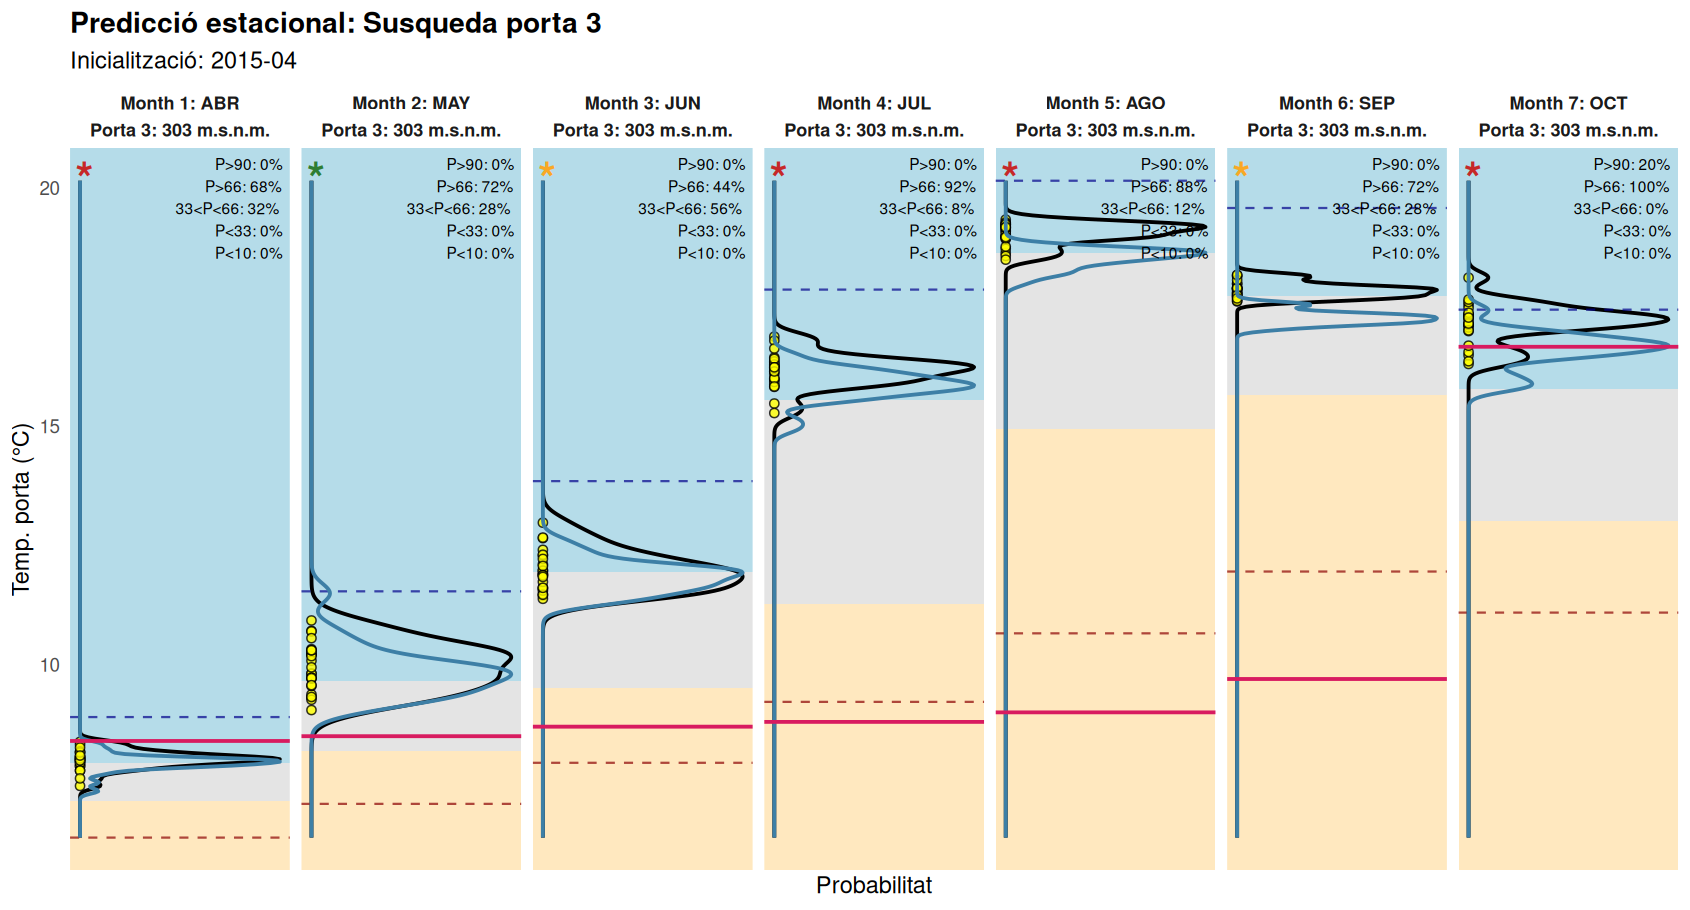 Predicció estacional: Susqueda porta 3
Inicialització: 2015-04
Month 1: ABR
Porta 3: 303 m.s.n.m.
Month 2: MAY
Porta 3: 303 m.s.n.m.
Month 3: JUN
Porta 3: 303 m.s.n.m.
Month 4: JUL
Porta 3: 303 m.s.n.m.
Month 5: AGO
Porta 3: 303 m.s.n.m.
Month 6: SEP
Porta 3: 303 m.s.n.m.
Month 7: OCT
Porta 3: 303 m.s.n.m.
*
P>90: 0%
P>66: 68%
33<P<66: 32%
P<33: 0%
P<10: 0%
*
P>90: 0%
P>66: 72%
33<P<66: 28%
P<33: 0%
P<10: 0%
*
P>90: 0%
P>66: 44%
33<P<66: 56%
P<33: 0%
P<10: 0%
*
P>90: 0%
P>66: 92%
33<P<66: 8%
P<33: 0%
P<10: 0%
*
P>90: 0%
P>66: 88%
33<P<66: 12%
P<33: 0%
P<10: 0%
*
P>90: 0%
P>66: 72%
33<P<66: 28%
P<33: 0%
P<10: 0%
*
P>90: 20%
P>66: 100%
33<P<66: 0%
P<33: 0%
P<10: 0%
20
15
10
Temp. porta (°C)
Probabilitat